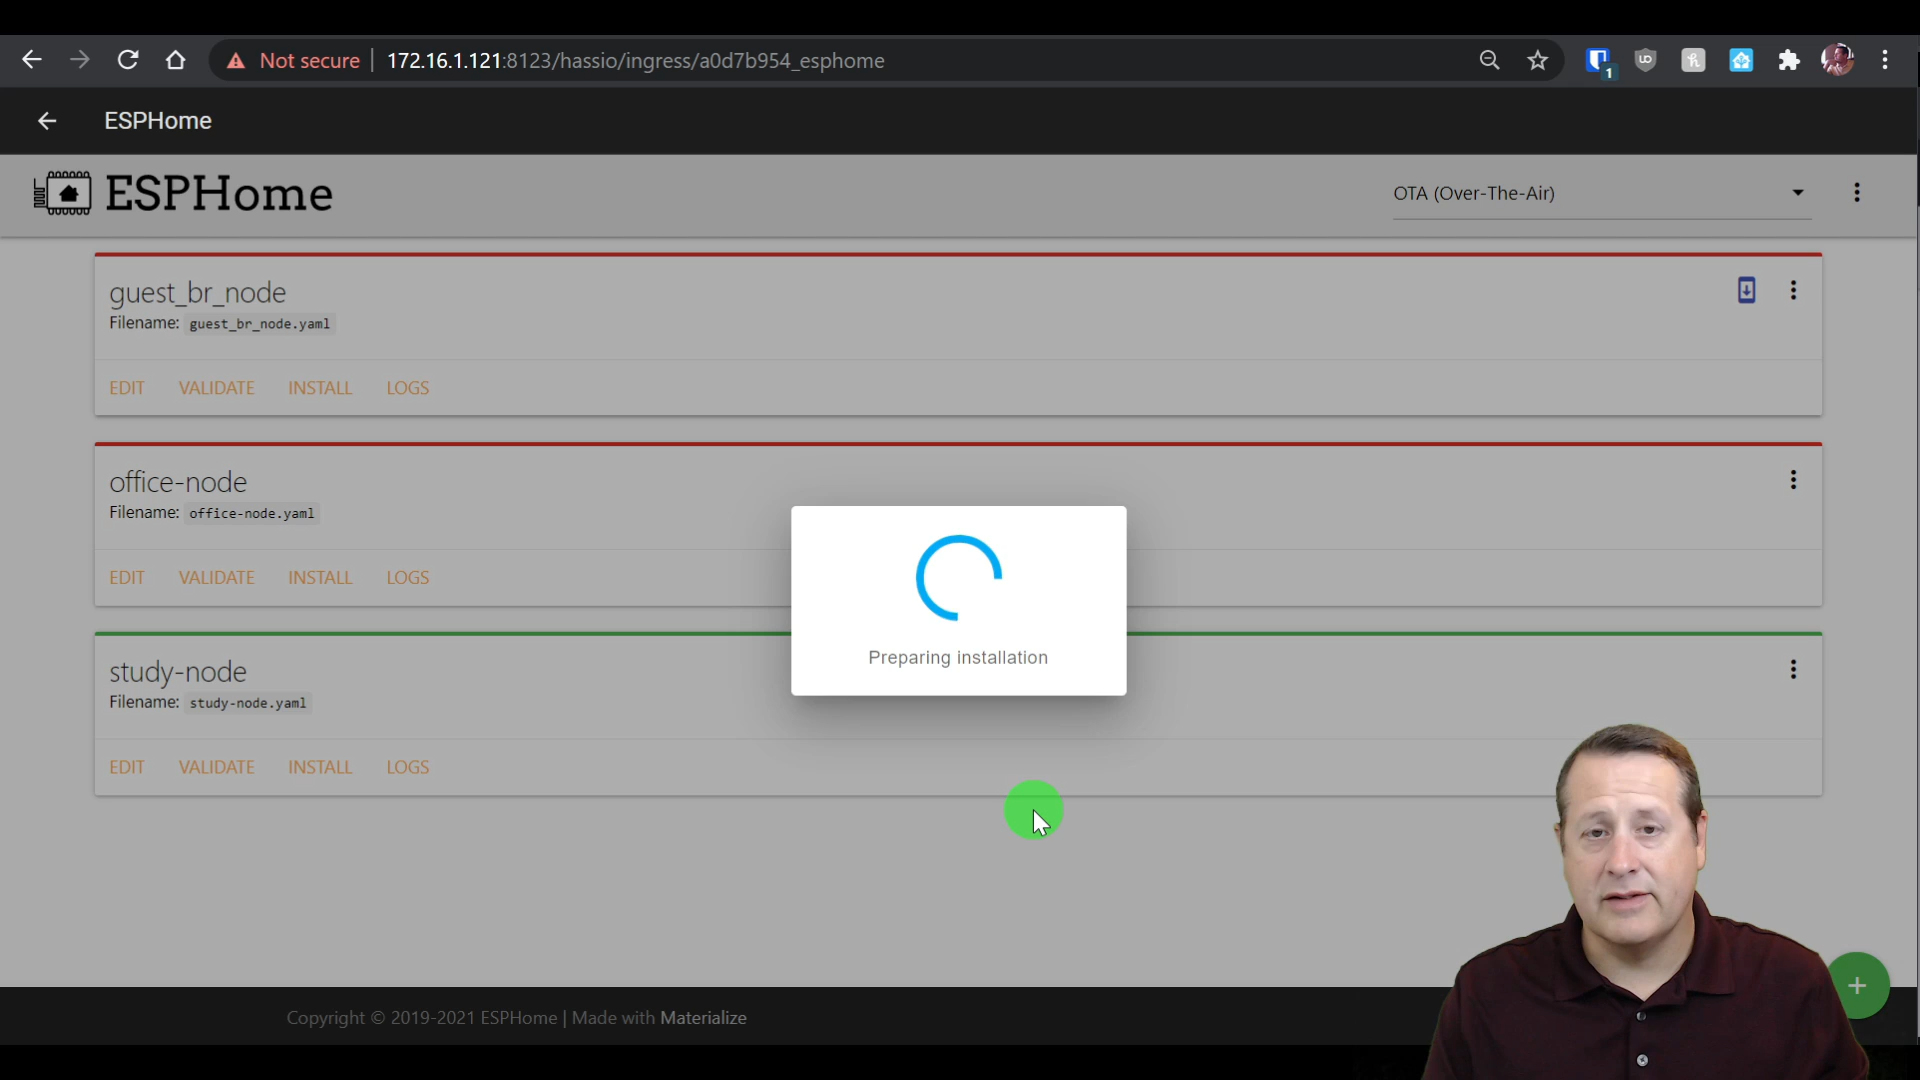 Not secure
172.16.1.121:8123/hassio/ingress/a0d7b954_esphome
1
ESPHome
ESPHome
OTA (Over-The-Air)
guest_br_node
Filename: guest_br_node.yaml
EDIT VALIDATE INSTALL LOGS
office-node
Filename: office-node.yaml
EDIT VALIDATE INSTALL LOGS
Preparing installation
study-node
Filename: study-node.yaml
EDIT VALIDATE INSTALL LOGS
+
Copyright © 2019-2021 ESPHome | Made with Materialize